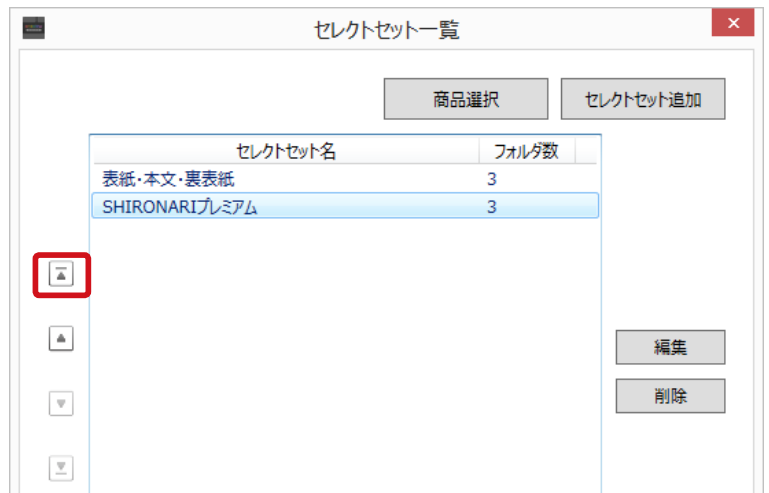 セレクトセット一覧
商品選択
セレクトセット追加
セレクトセット名 フォルダ数
表紙・本文・裏表紙 3
SHIRONARIプレミアム 3
編集
削除